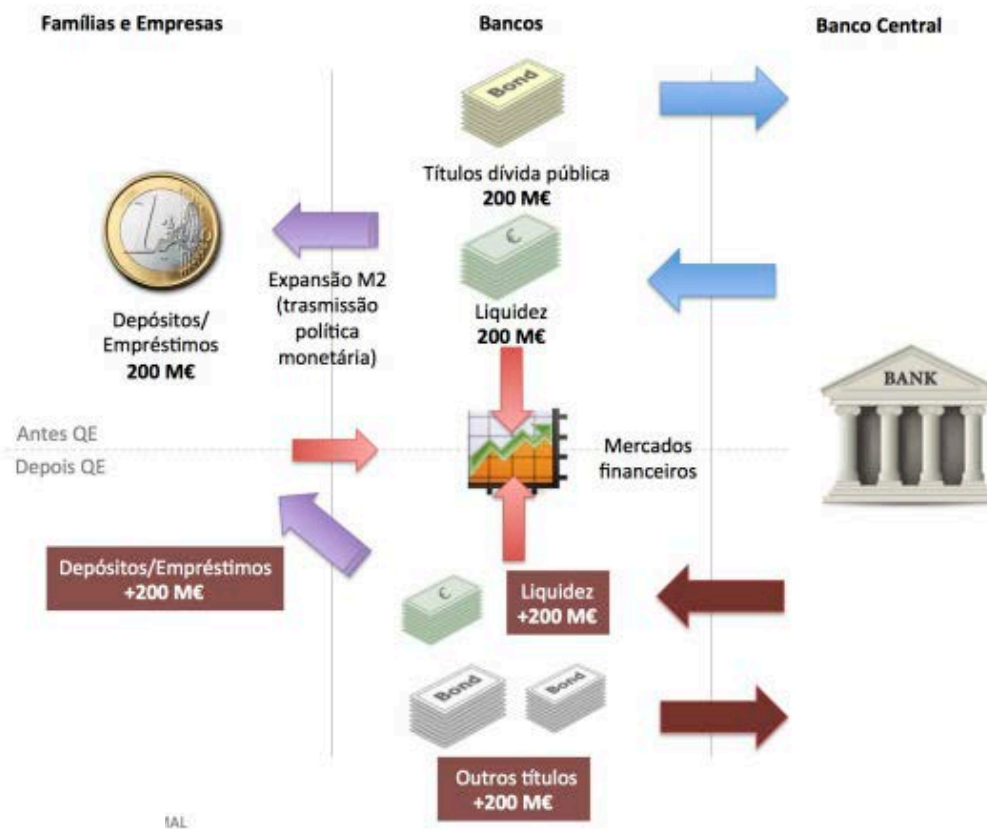 Famílias e Empresas
Bancos
Banco Central
Bond
Títulos dívida pública
200 M€
€
Liquidez
200 M€
1
Expansão M2
(trasmissão
política
monetária)
Depósitos/
Empréstimos
200 M€
BANK
Antes QE
Depois QE
Mercados
financeiros
Depósitos/Empréstimos
+200 M€
€
Liquidez
+200 M€
Bond
Bond
Outros títulos
+200 M€